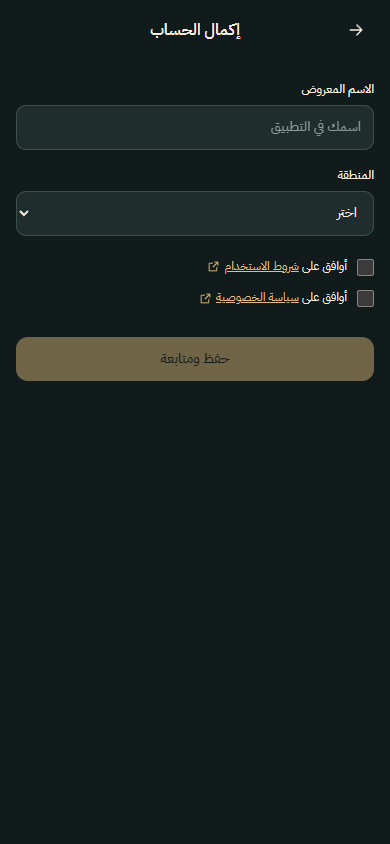 إكمال الحساب
الاسم المعروض
اسمك في التطبيق
المنطقة
اختر
أوافق على شروط الاستخدام
أوافق على سياسة الخصوصية
حفظ ومتابعة